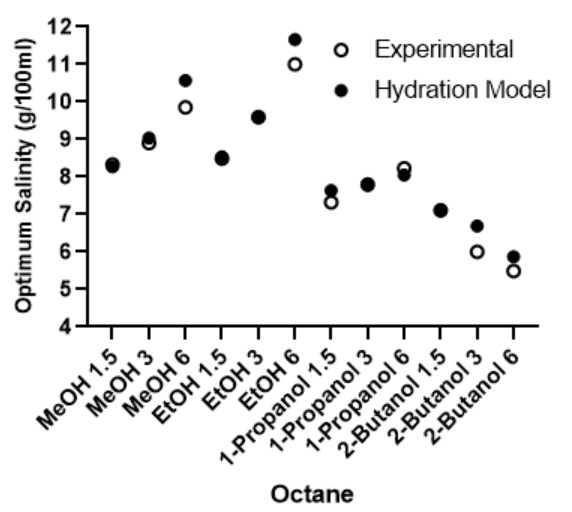 Optimum Salinity (g/100ml)
12
11
10
9
8
7
6
5
4
Experimental
Hydration Model
MeOH 1.5
MeOH 3
MeOH 6
EtOH 1.5
EtOH 3
EtOH 6
1-Propanol 1.5
1-Propanol 3
1-Propanol 6
2-Butanol 1.5
2-Butanol 3
2-Butanol 6
Octane